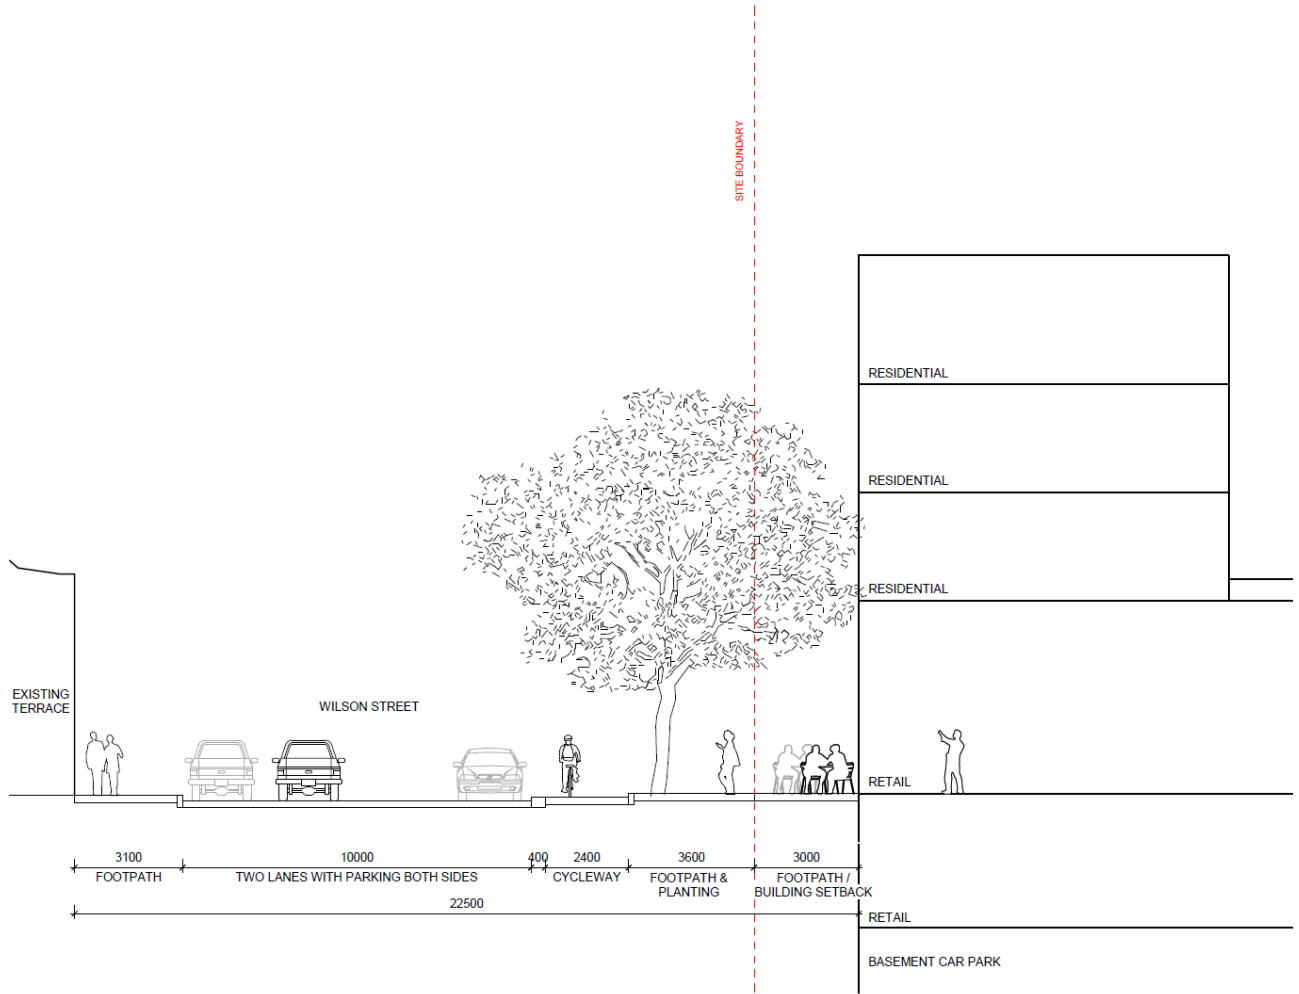 SITE BOUNDARY
RESIDENTIAL
RESIDENTIAL
RESIDENTIAL
EXISTING
TERRACE
WILSON STREET
RETAIL
3100
10000
400
2400
3600
3000
FOOTPATH
TWO LANES WITH PARKING BOTH SIDES
CYCLEWAY
FOOTPATH &
PLANTING
FOOTPATH /
BUILDING SETBACK
22500
RETAIL
BASEMENT CAR PARK